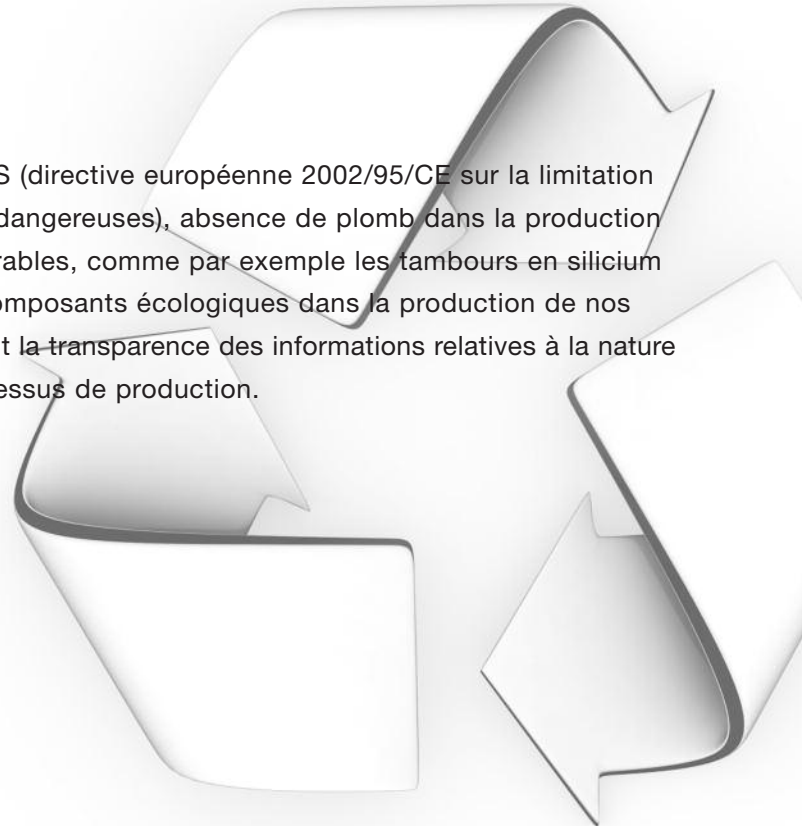 S (directive européenne 2002/95/CE sur la limitation
dangereuses), absence de plomb dans la production
rables, comme par exemple les tambours en silicium
omposants écologiques dans la production de nos
t la transparence des informations relatives à la nature
essus de production.